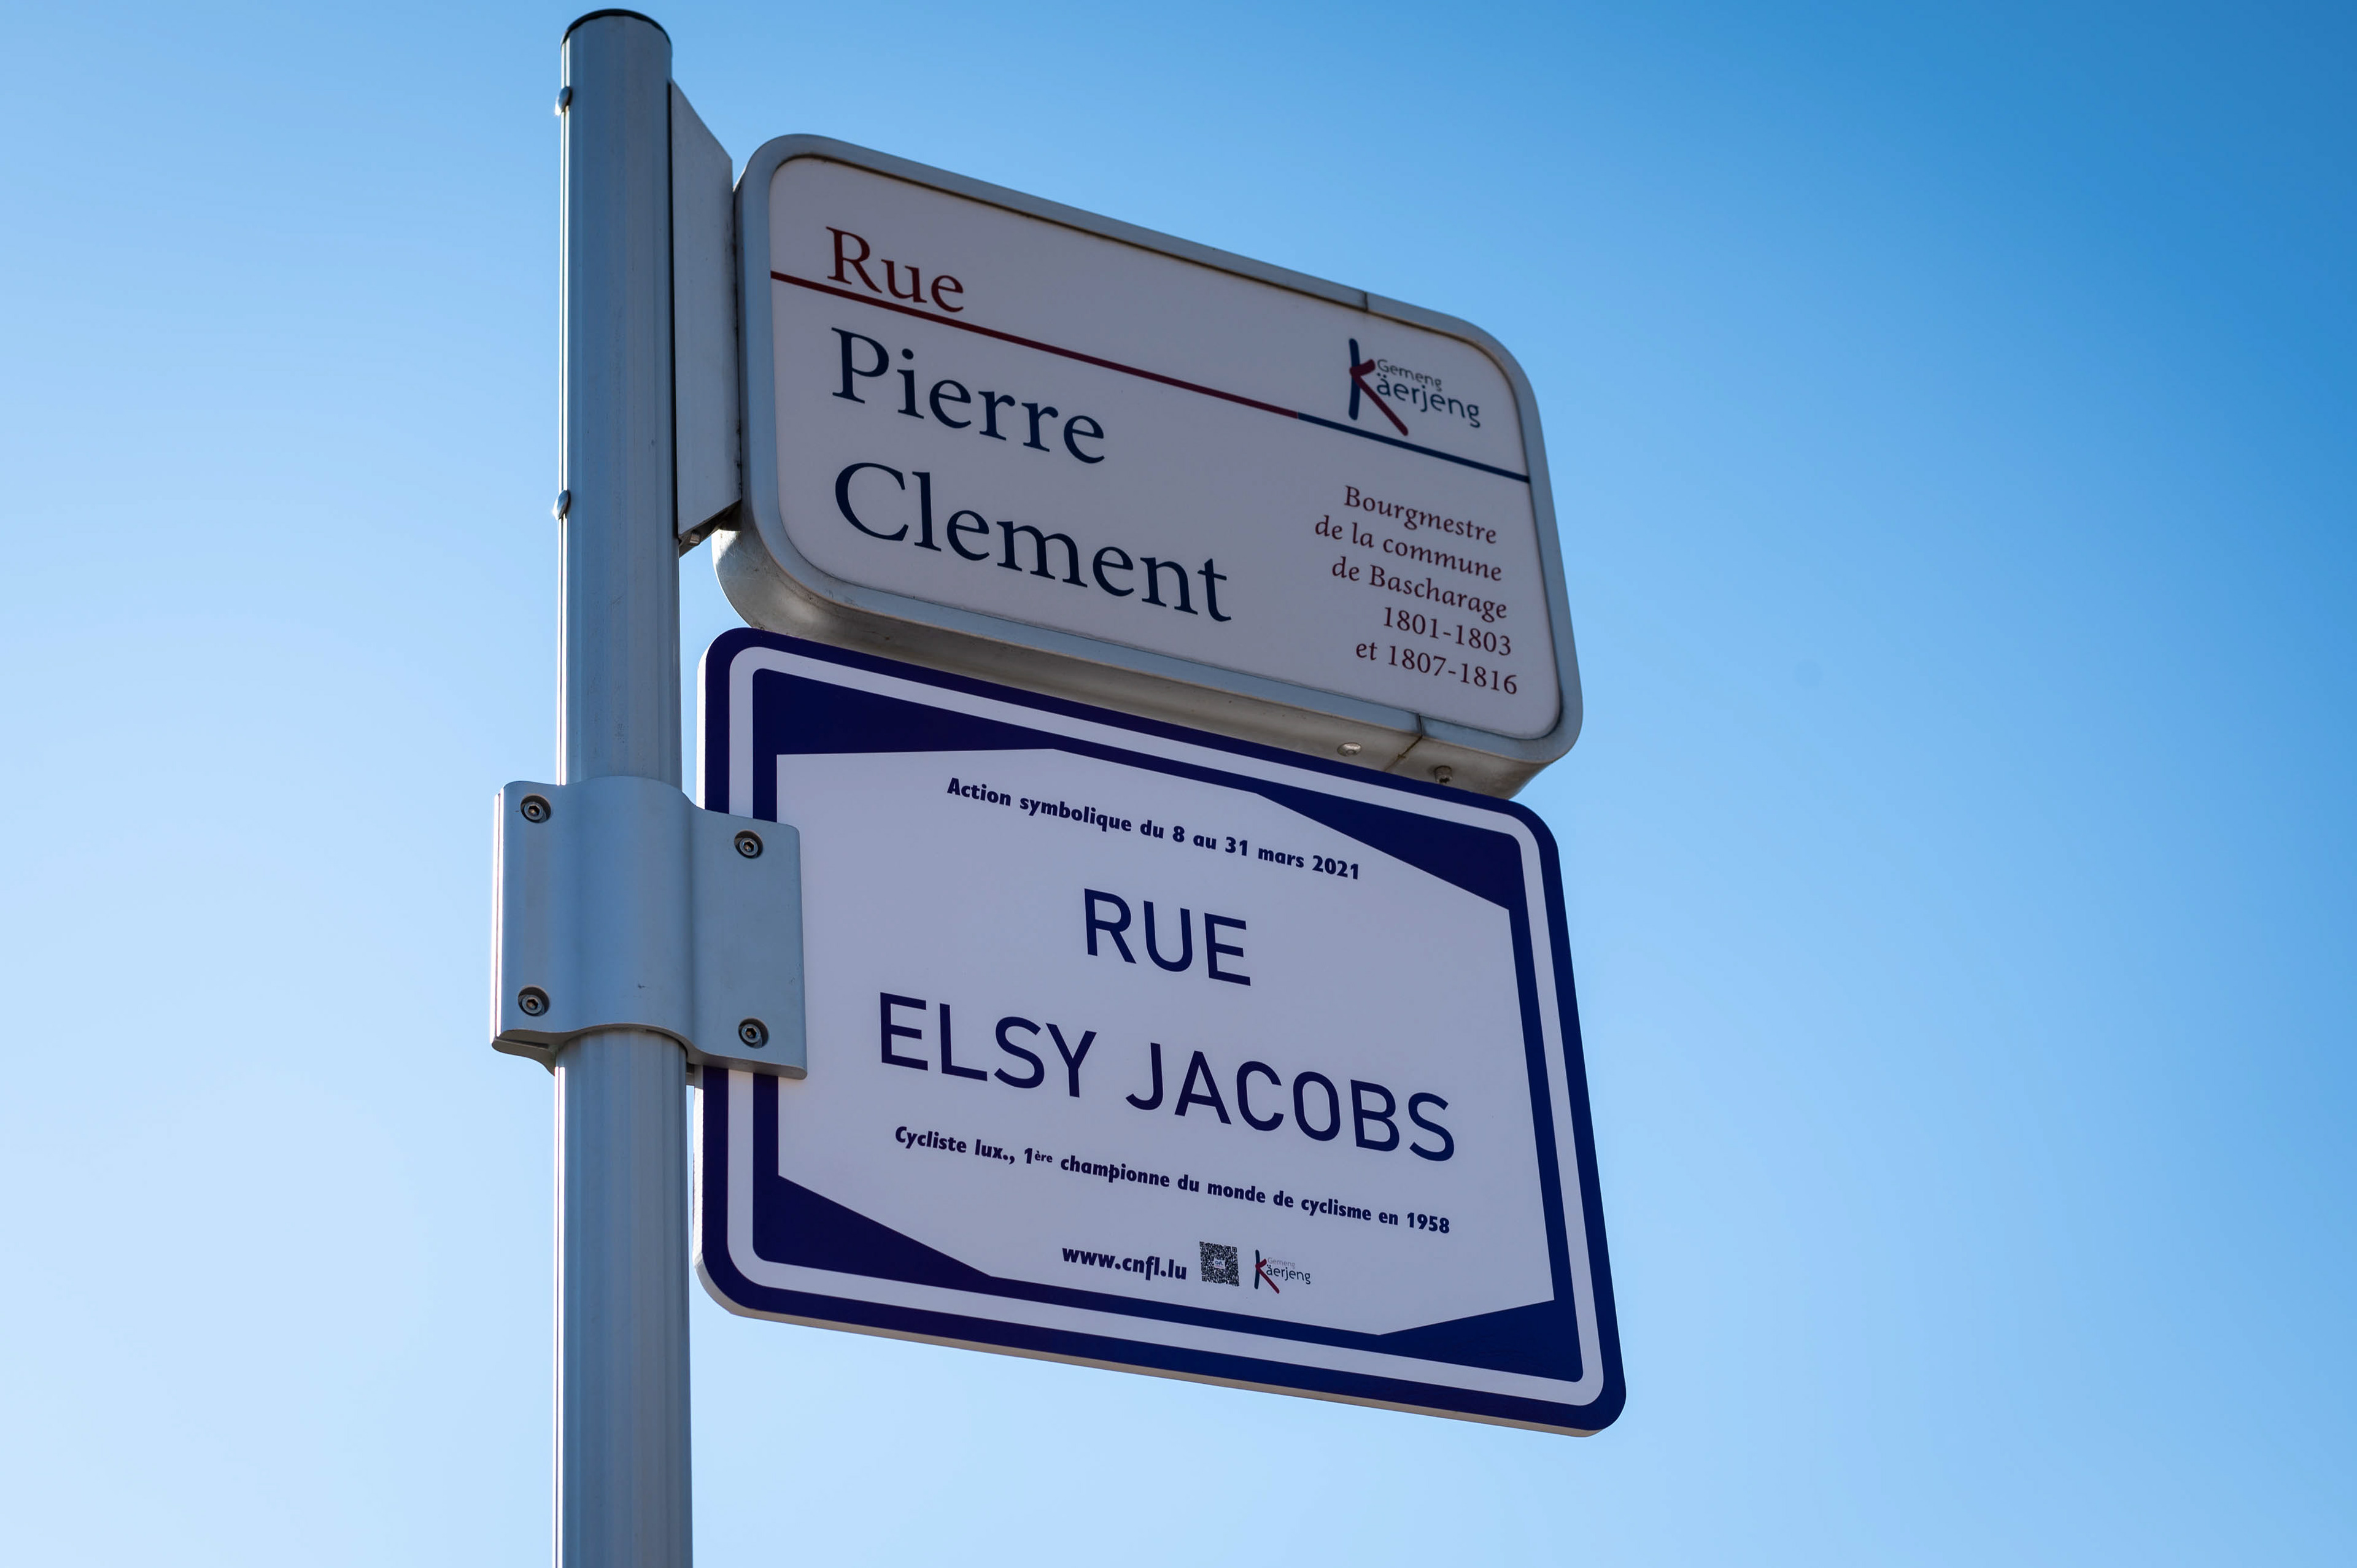 Rue
Gemeng
Käerjeng
Pierre
Clement
Bourgmestre
de la commune
de Bascharage
1801-1803
et 1807-1816
Action symbolique du 8 au 31 mars 2021
RUE
ELSY JACOBS
Cycliste lux., 1ère championne du monde de cyclisme en 1958
www.cnfl.lu
Gemeng
Käerjeng